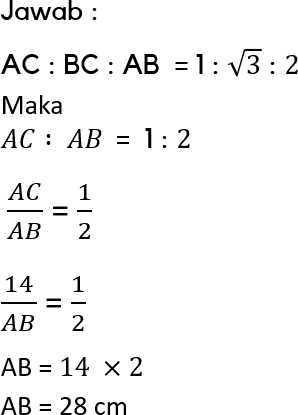 Jawab :
AC : BC : AB = 1 : √3 : 2
Maka
AC : AB = 1 : 2
AC/AB = 1/2
14/AB = 1/2
AB = 14 × 2
AB = 28 cm